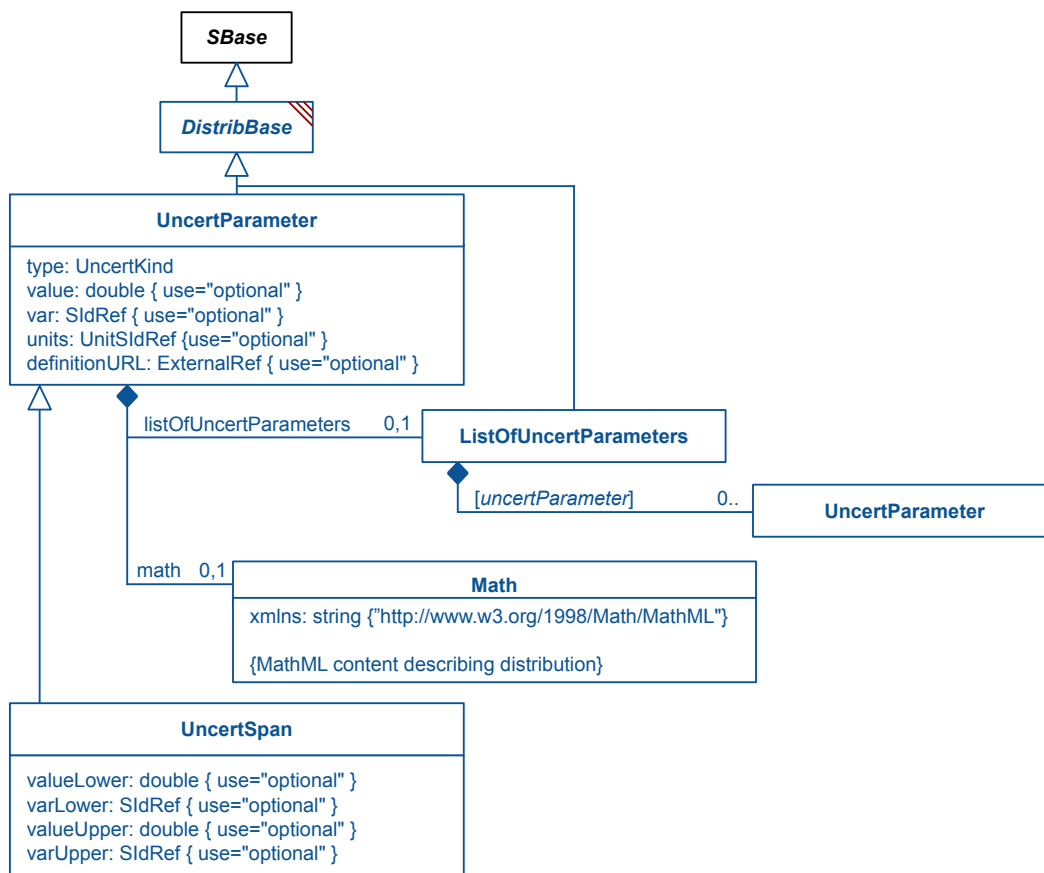 SBase
DistribBase
UncertParameter
type: UncertKind
value: double { use="optional" }
var: SIdRef { use="optional" }
units: UnitSIdRef {use="optional" }
definitionURL: ExternalRef { use="optional" }
listOfUncertParameters 0,1
ListOfUncertParameters
[uncertParameter] 0..
UncertParameter
math 0,1
Math
xmlns: string {”http://www.w3.org/1998/Math/MathML"}
{MathML content describing distribution}
UncertSpan
valueLower: double { use="optional" }
varLower: SIdRef { use="optional" }
valueUpper: double { use="optional" }
varUpper: SIdRef { use="optional" }